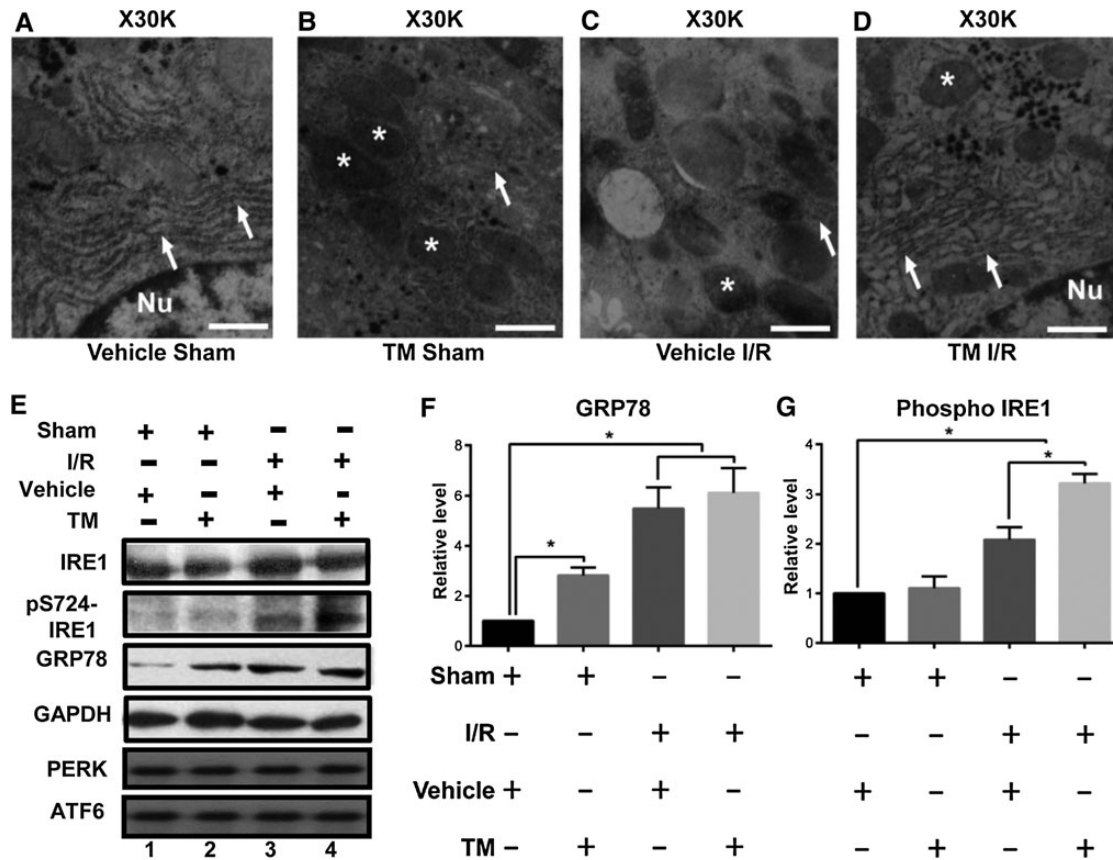 A X30K B X30K C X30K D X30K
* * * * *
Nu Nu
Vehicle Sham TM Sham Vehicle I/R TM I/R
E
Sham + + - -
I/R - - + +
Vehicle + - + -
TM - + - +
IRE1
pS724-
IRE1
GRP78
GAPDH
PERK
ATF6
1 2 3 4
F GRP78
Relative level
8
6
4
2
0
* *
Sham + + – –
I/R – – + +
Vehicle + – + –
TM – + – +
G Phospho IRE1
Relative level
4
3
2
1
0
* *
+ + – –
– – + +
+ – + –
– + – +